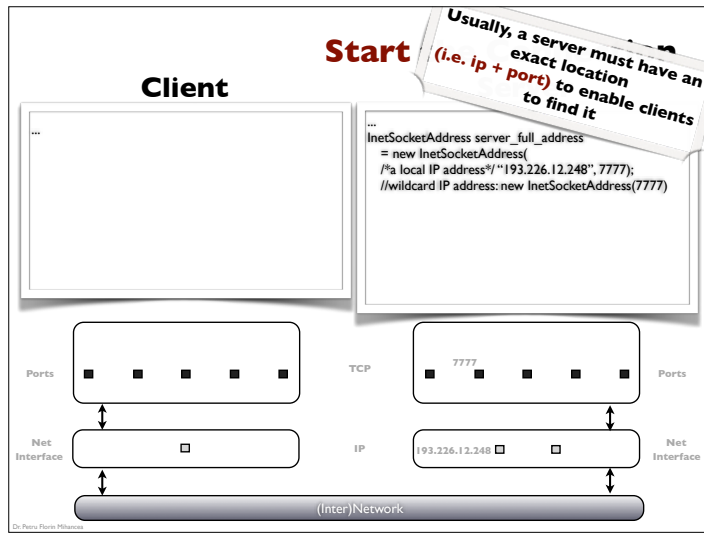 Start
Usually, a server must have an
exact location
(i.e. ip + port) to enable clients
to find it
Client
...
...
InetSocketAddress server_full_address
= new InetSocketAddress(
/*a local IP address*/ “193.226.12.248”, 7777);
//wildcard IP address: new InetSocketAddress(7777)
Ports
TCP
7777
Ports
Net
Interface
IP
193.226.12.248
Net
Interface
(Inter)Network
Dr. Petru Florin Mihancea